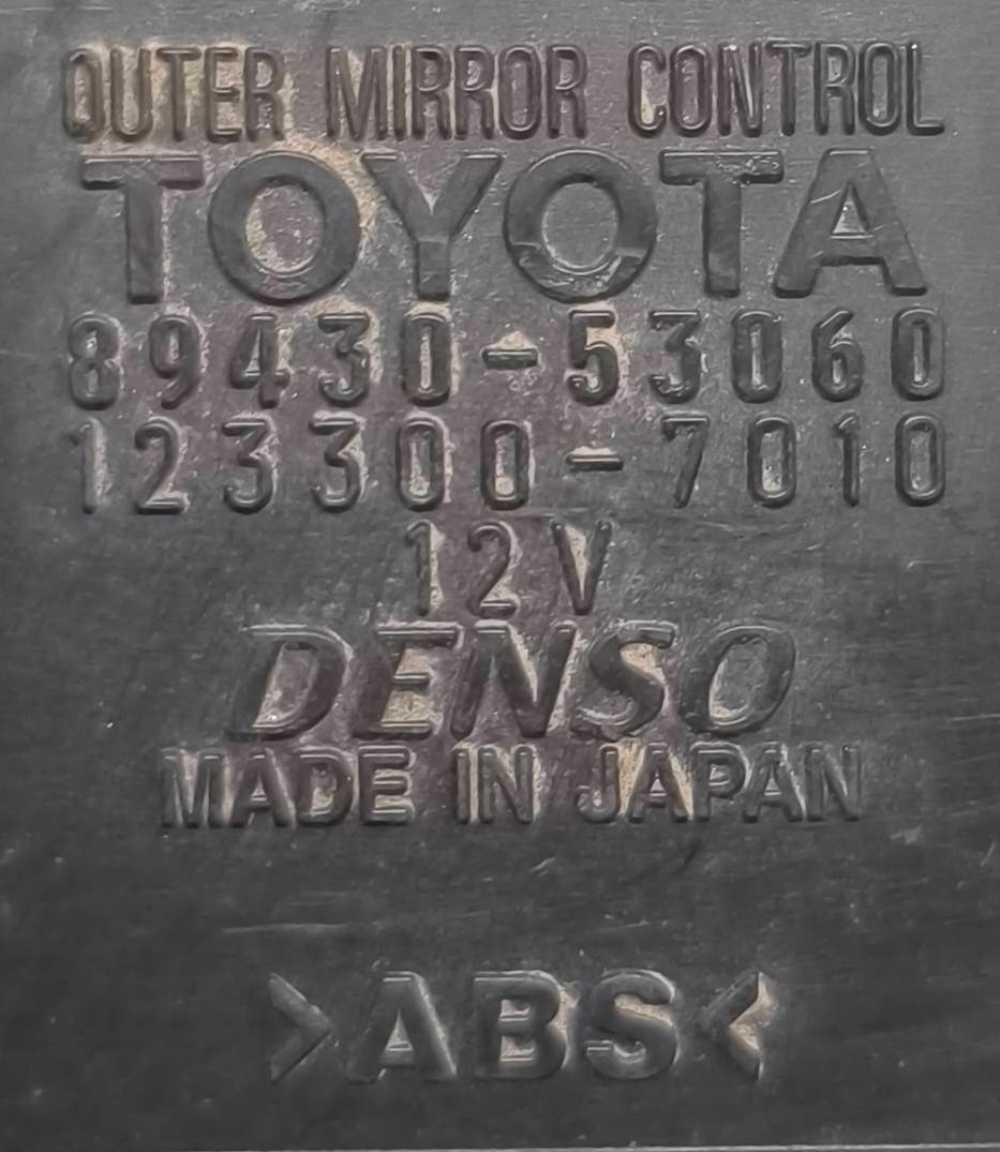 OUTER MIRROR CONTROL
TOYOTA
89430-53060
123300-7010
12V
DENSO
MADE IN JAPAN
>ABS<